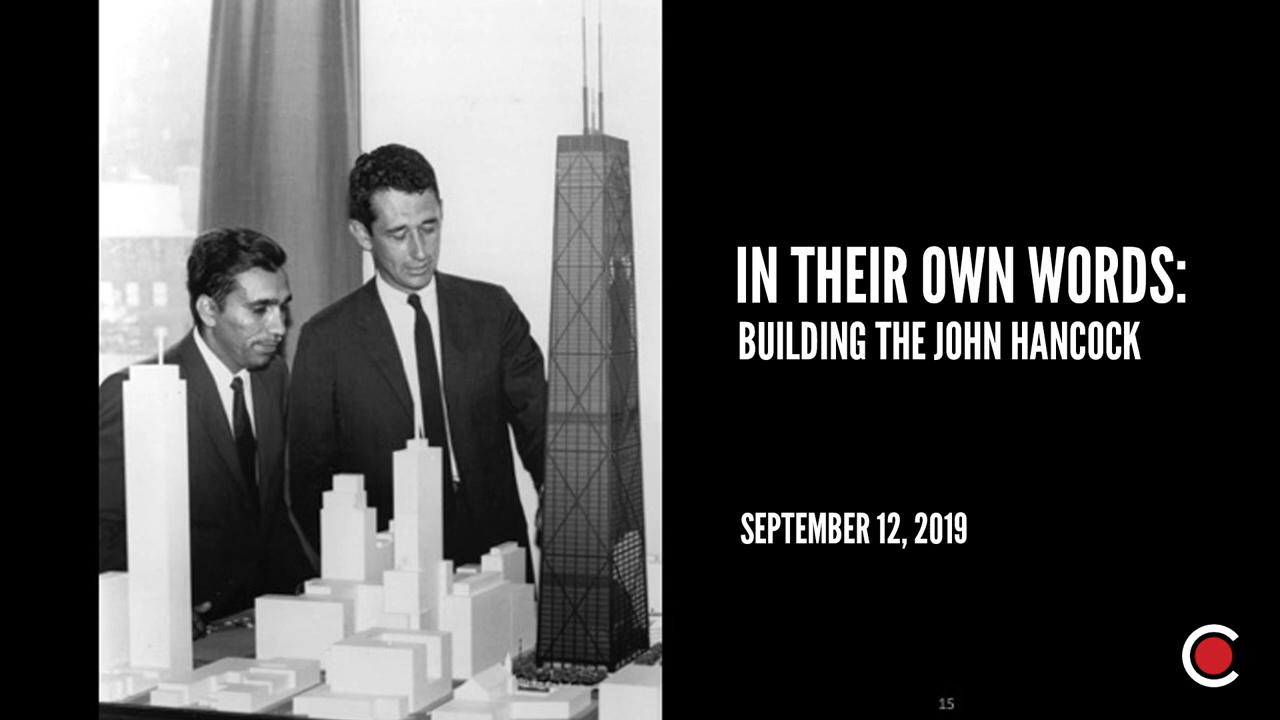 IN THEIR OWN WORDS:
BUILDING THE JOHN HANCOCK
SEPTEMBER 12, 2019
15